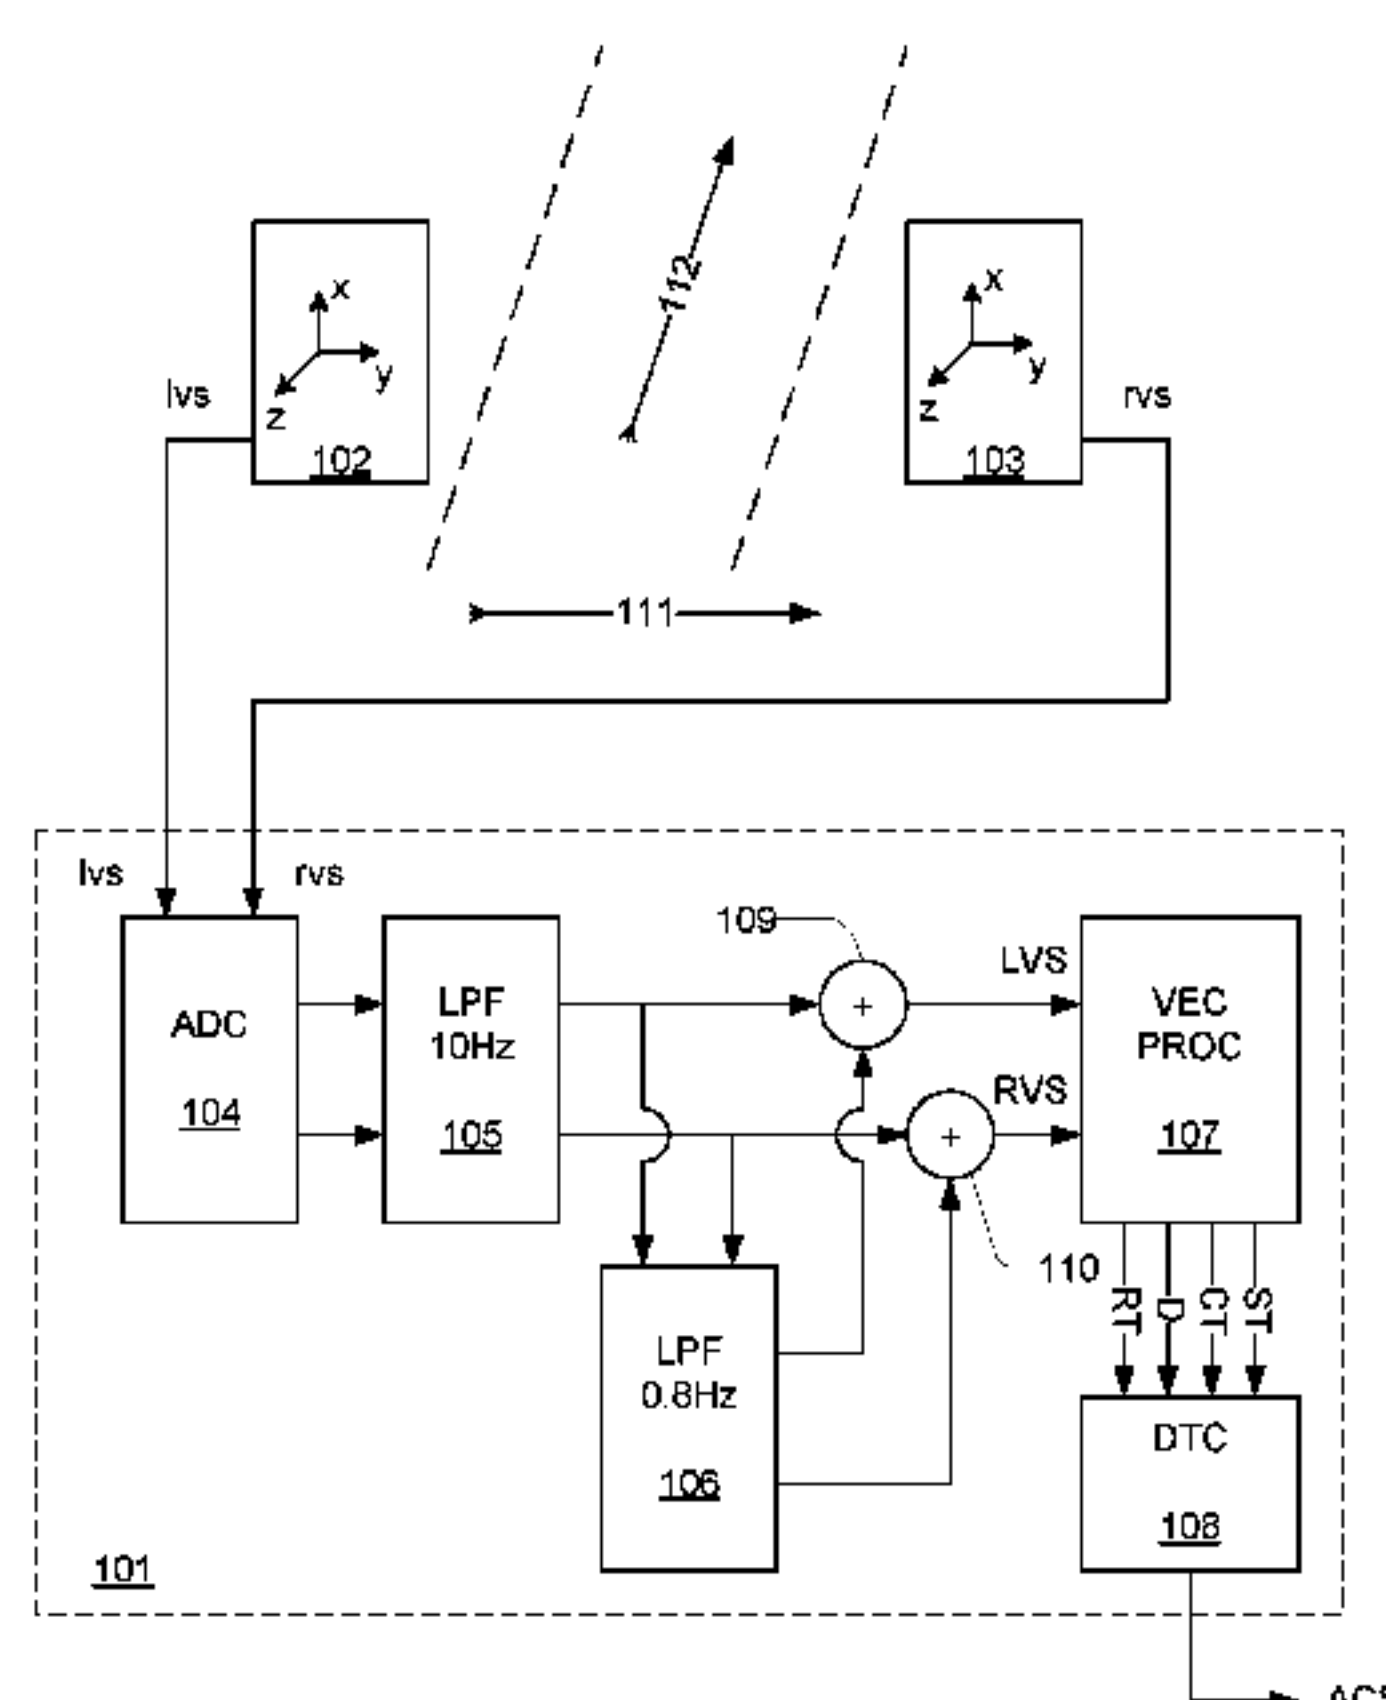 112
x
y
z
102
x
y
z
103
lvs
rvs
111
lvs
rvs
ADC
104
LPF
10Hz
105
109
LVS
RVS
VEC
PROC
107
110
LPF
0.8Hz
106
RT
D
CT
ST
DTC
108
101